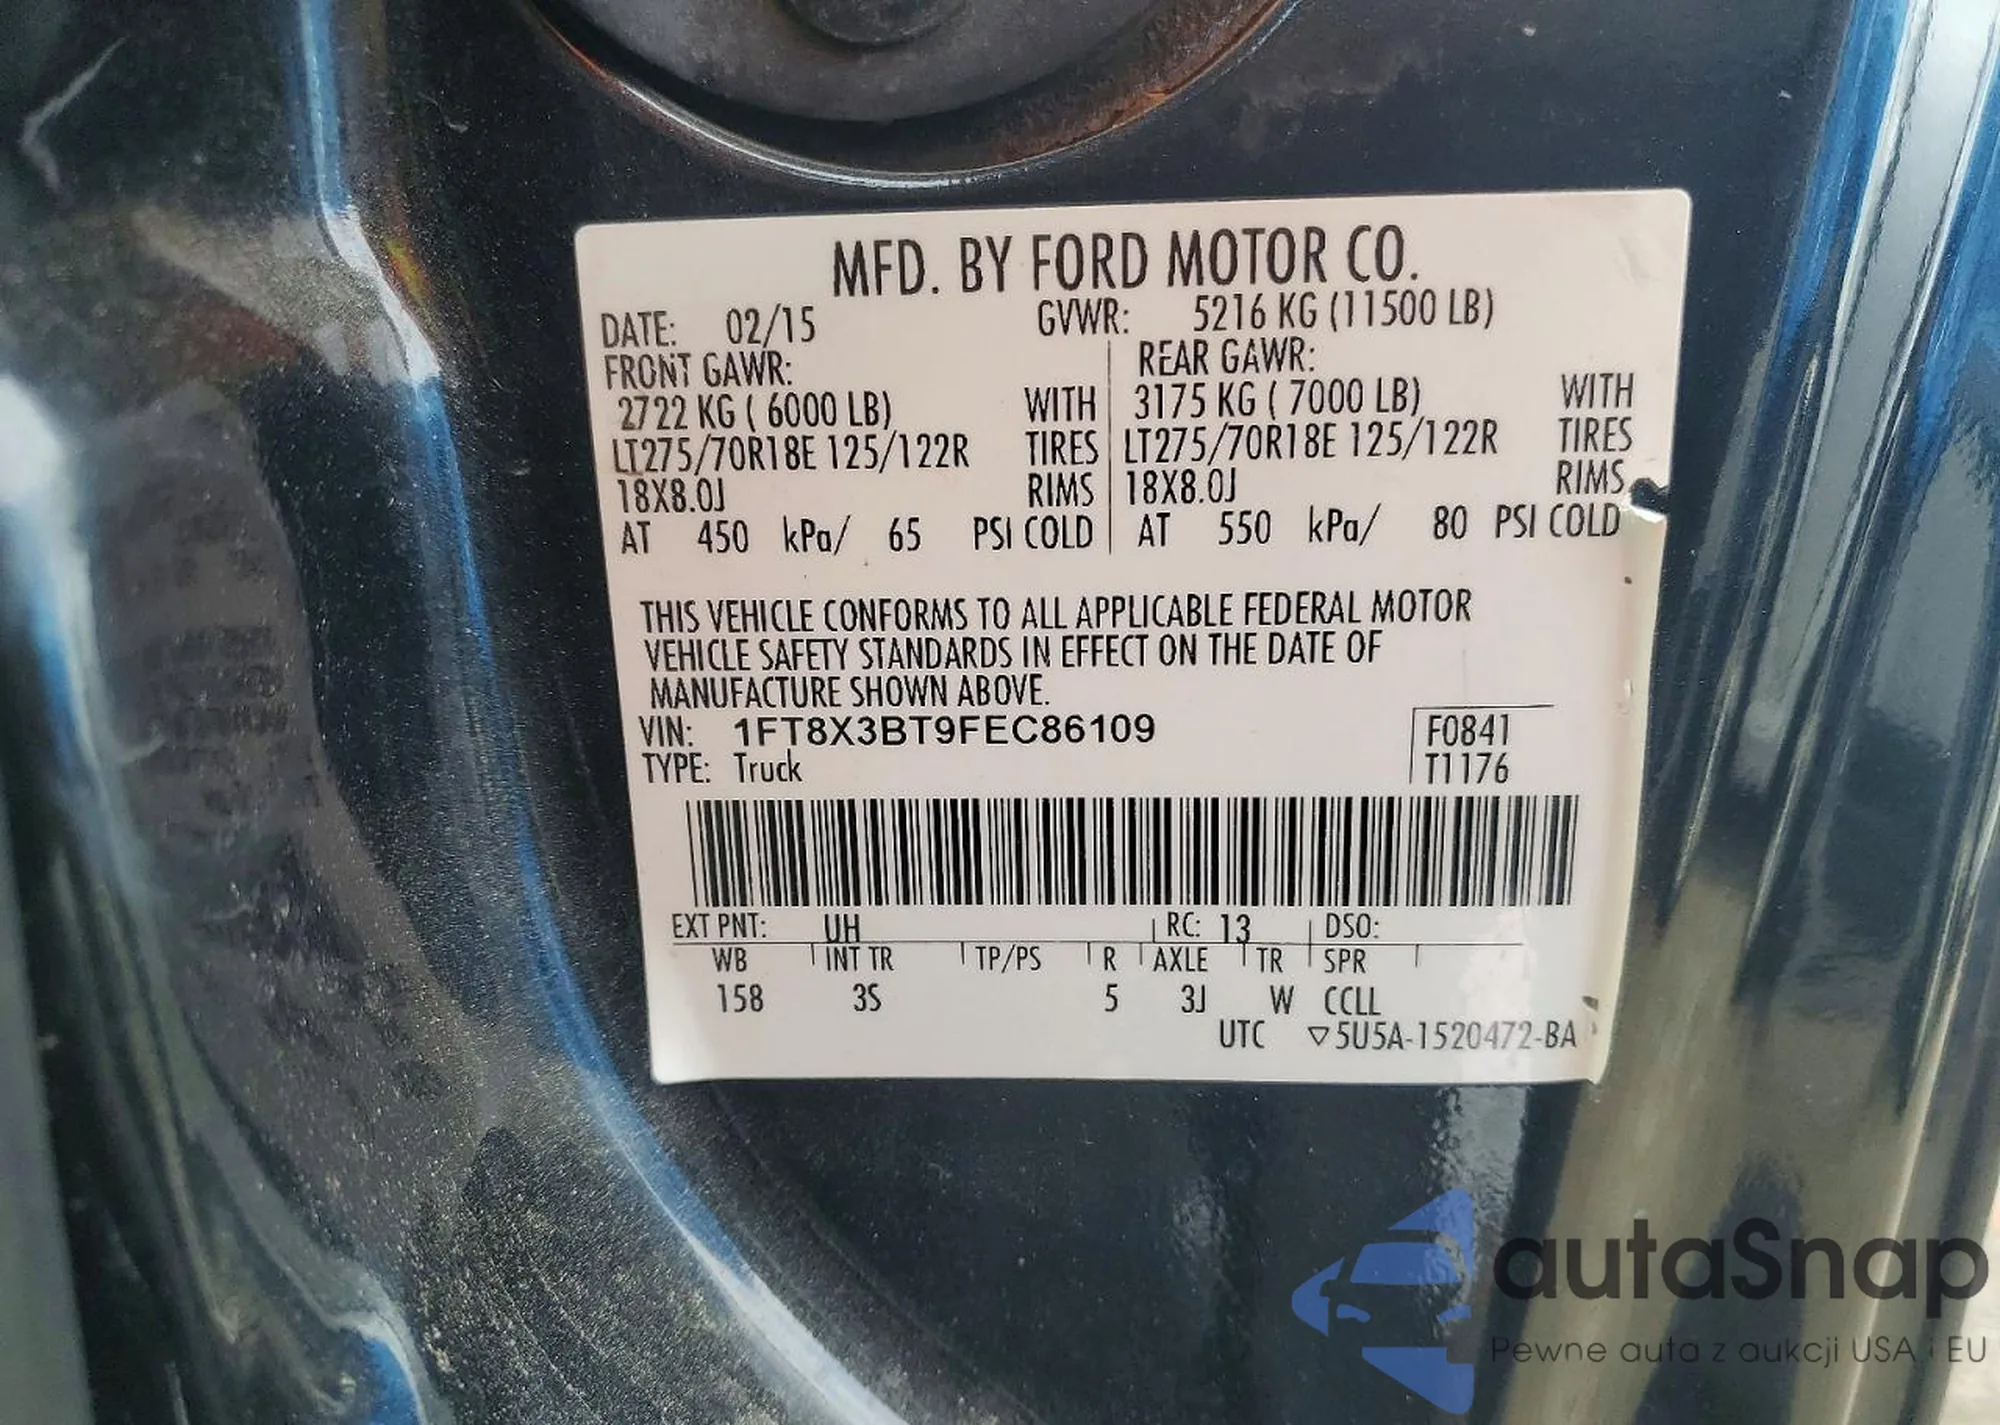 MFD. BY FORD MOTOR CO.
DATE: 02/15 GVWR: 5216 KG (11500 LB)
FRONT GAWR: REAR GAWR:
2722 KG ( 6000 LB) WITH 3175 KG ( 7000 LB) WITH
LT275/70R18E 125/122R TIRES LT275/70R18E 125/122R TIRES
18X8.0J RIMS 18X8.0J RIMS
AT 450 kPa/ 65 PSI COLD AT 550 kPa/ 80 PSI COLD
THIS VEHICLE CONFORMS TO ALL APPLICABLE FEDERAL MOTOR
VEHICLE SAFETY STANDARDS IN EFFECT ON THE DATE OF
MANUFACTURE SHOWN ABOVE.
VIN: 1FT8X3BT9FEC86109 F0841
TYPE: Truck T1176
EXT PNT: UH RC: 13 DSO:
WB INT TR TP/PS R AXLE TR SPR
158 3S 5 3J W CCLL
UTC ▽5U5A-1520472-BA
autaSnap
Pewne auta z aukcji USA i EU